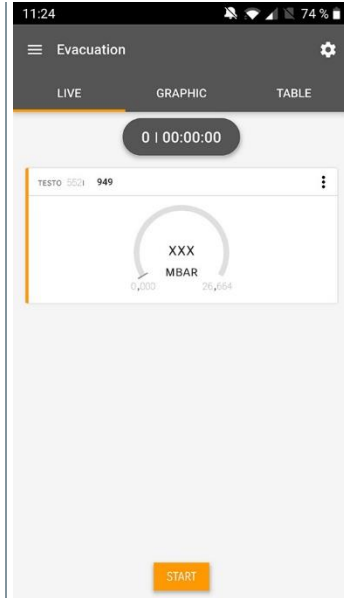 11:24 74 %
Evacuation
LIVE GRAPHIC TABLE
0 | 00:00:00
TESTO 552i 949
XXX
MBAR
0,000 26,664
START